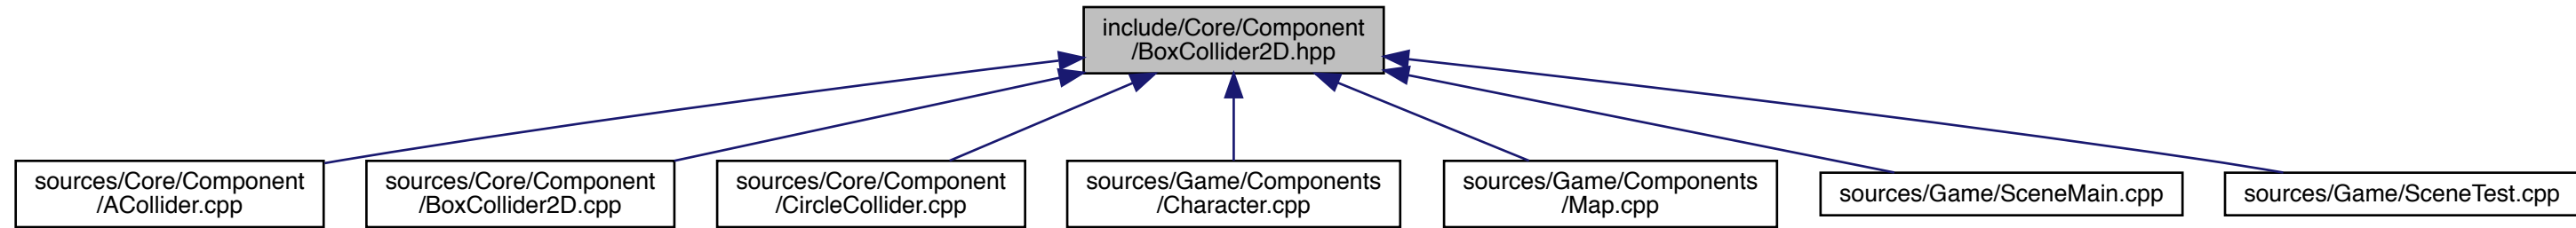 include/Core/Component
/BoxCollider2D.hpp
sources/Core/Component
/ACollider.cpp
sources/Core/Component
/BoxCollider2D.cpp
sources/Core/Component
/CircleCollider.cpp
sources/Game/Components
/Character.cpp
sources/Game/Components
/Map.cpp
sources/Game/SceneMain.cpp
sources/Game/SceneTest.cpp